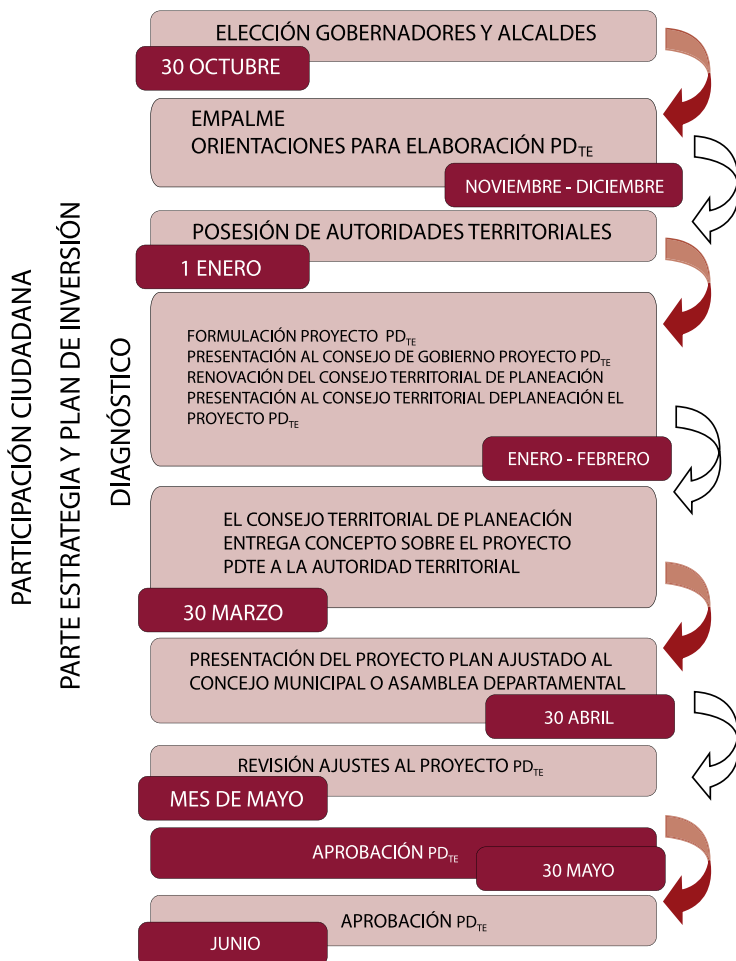 PARTICIPACIÓN CIUDADANA
PARTE ESTRATEGIA Y PLAN DE INVERSIÓN
DIAGNÓSTICO
ELECCIÓN GOBERNADORES Y ALCALDES
30 OCTUBRE
EMPALME
ORIENTACIONES PARA ELABORACIÓN PDTE
NOVIEMBRE - DICIEMBRE
POSESIÓN DE AUTORIDADES TERRITORIALES
1 ENERO
FORMULACIÓN PROYECTO PDTE
PRESENTACIÓN AL CONSEJO DE GOBIERNO PROYECTO PDTE
RENOVACIÓN DEL CONSEJO TERRITORIAL DE PLANEACIÓN
PRESENTACIÓN AL CONSEJO TERRITORIAL DEPLANEACIÓN EL
PROYECTO PDTE
ENERO - FEBRERO
EL CONSEJO TERRITORIAL DE PLANEACIÓN
ENTREGA CONCEPTO SOBRE EL PROYECTO
PDTE A LA AUTORIDAD TERRITORIAL
30 MARZO
PRESENTACIÓN DEL PROYECTO PLAN AJUSTADO AL
CONCEJO MUNICIPAL O ASAMBLEA DEPARTAMENTAL
30 ABRIL
REVISIÓN AJUSTES AL PROYECTO PDTE
MES DE MAYO
APROBACIÓN PDTE
30 MAYO
APROBACIÓN PDTE
JUNIO